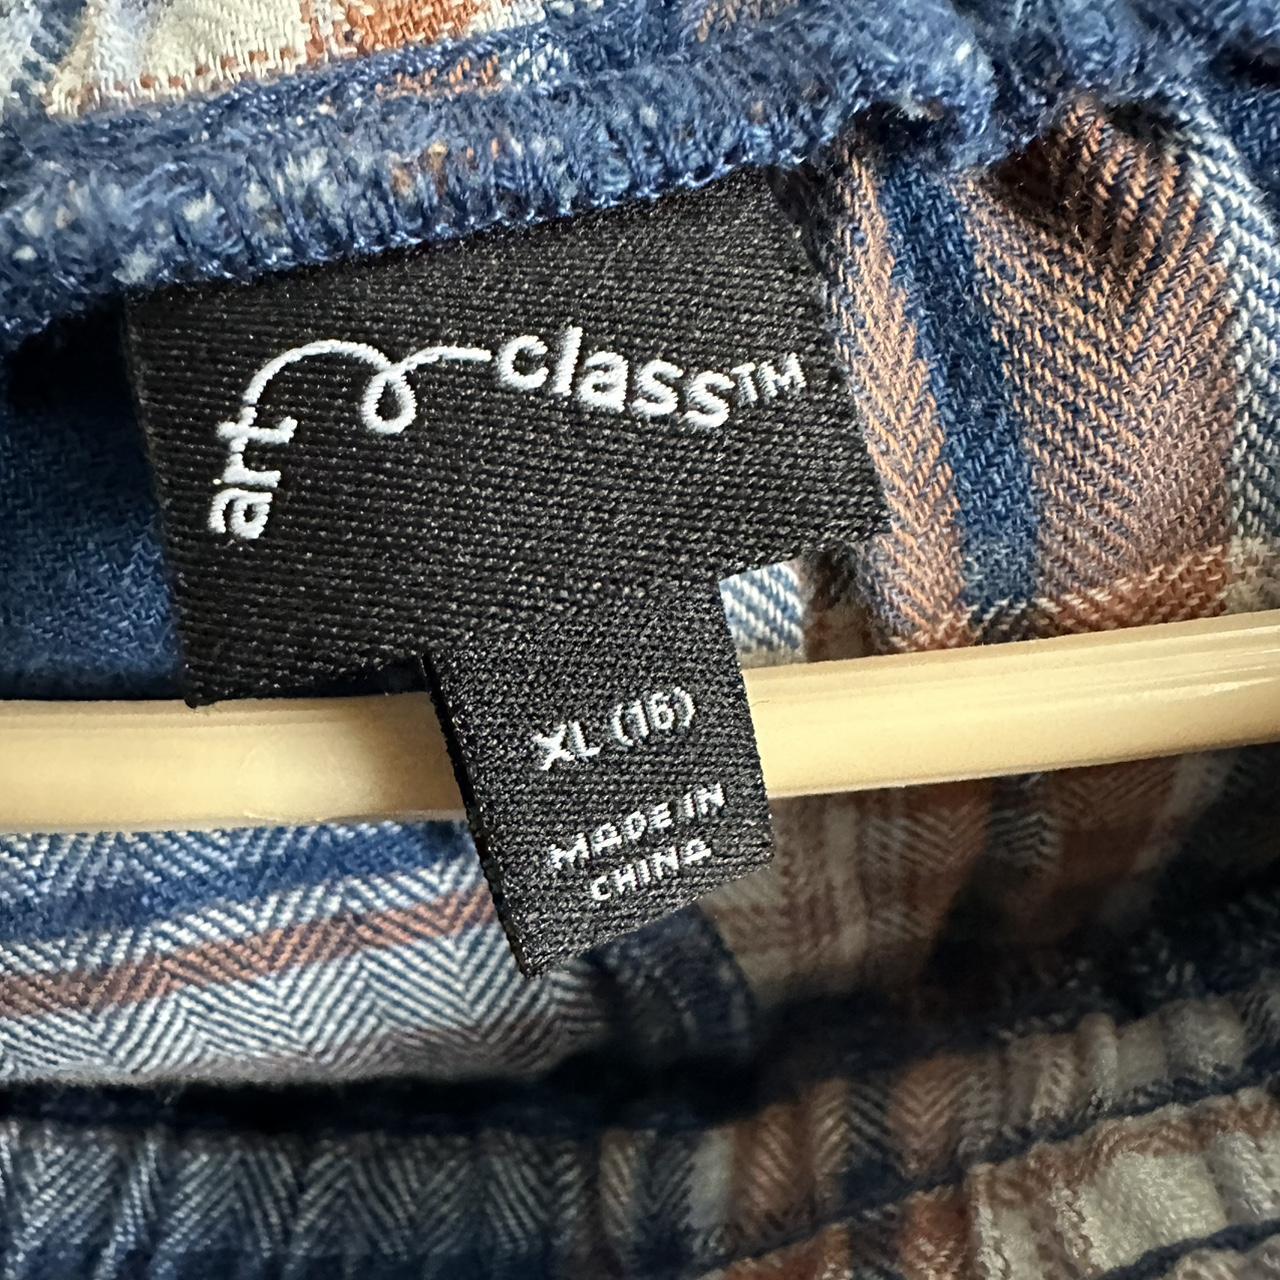 art class™
XL (16)
MADE IN
CHINA